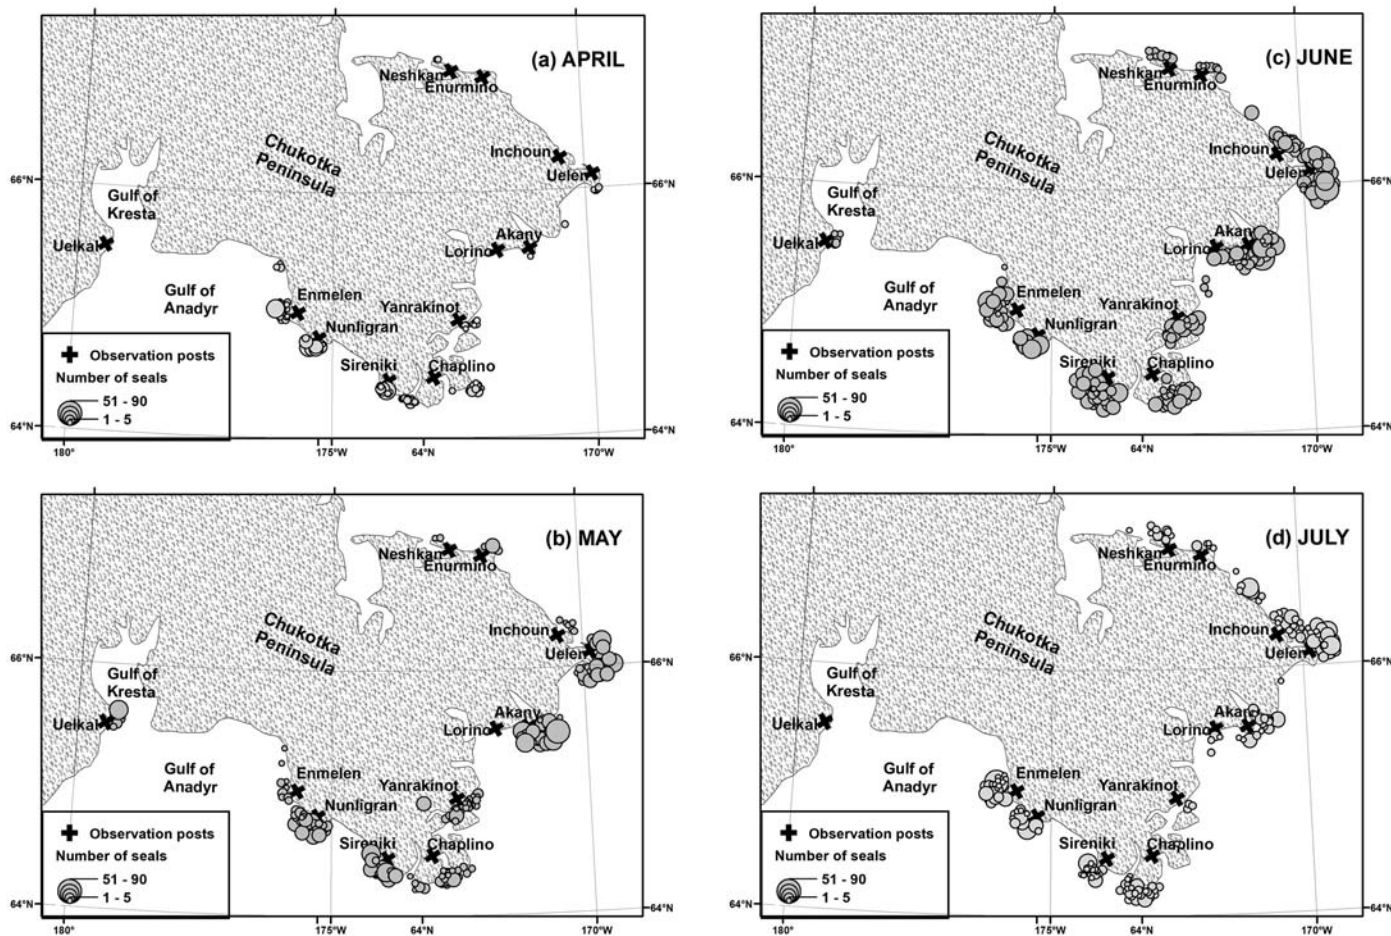 (a) APRIL
Neshkan
Enurmino
Chukotka
Peninsula
Inchoun
Uelen
66°N
66°N
Gulf of
Kresta
Uelkal
Akany
Lorino
Gulf of
Anadyr
Enmelen
Yanrakinot
Nunligran
Sireniki
Chaplino
Observation posts
Number of seals
51 - 90
1 - 5
64°N
64°N
180°
175°W
64°N
170°W
(c) JUNE
Neshkan
Enurmino
Chukotka
Peninsula
Inchoun
Uelen
66°N
66°N
Gulf of
Kresta
Uelkal
Akany
Lorino
Gulf of
Anadyr
Enmelen
Yanrakinot
Nunligran
Sireniki
Chaplino
Observation posts
Number of seals
51 - 90
1 - 5
64°N
64°N
180°
175°W
64°N
170°W
(b) MAY
Neshkan
Enurmino
Chukotka
Peninsula
Inchoun
Uelen
66°N
66°N
Gulf of
Kresta
Uelkal
Akany
Lorino
Gulf of
Anadyr
Enmelen
Yanrakinot
Nunligran
Sireniki
Chaplino
Observation posts
Number of seals
51 - 90
1 - 5
64°N
64°N
180°
175°W
64°N
170°W
(d) JULY
Neshkan
Enurmino
Chukotka
Peninsula
Inchoun
Uelen
66°N
66°N
Gulf of
Kresta
Uelkal
Akany
Lorino
Gulf of
Anadyr
Enmelen
Yanrakinot
Nunligran
Sireniki
Chaplino
Observation posts
Number of seals
51 - 90
1 - 5
64°N
64°N
180°
175°W
64°N
170°W